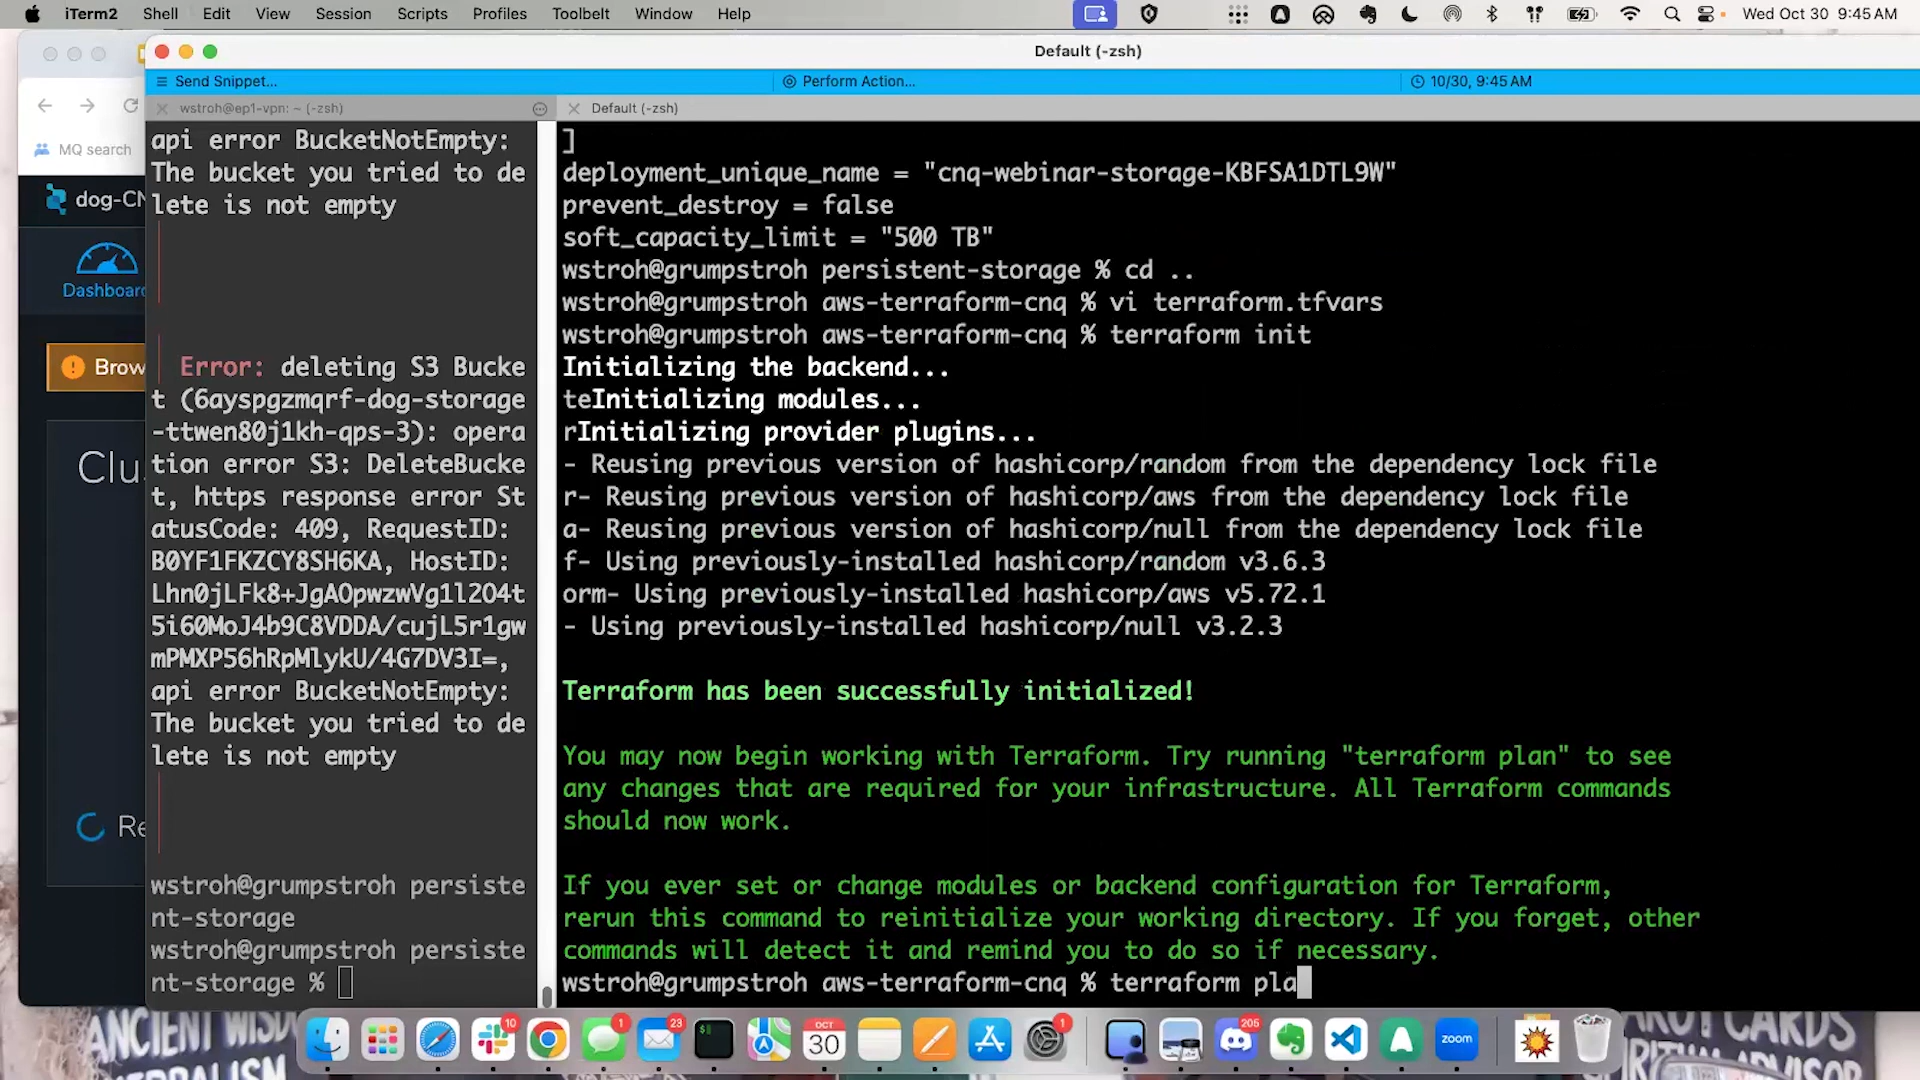 iTerm2 Shell Edit View Session Scripts Profiles Toolbelt Window Help Wed Oct 30 9:45 AM
Default (-zsh)
Send Snippet... Perform Action... 10/30, 9:45 AM
wstroh@ep1-vpn: ~ (-zsh) Default (-zsh)
MQ search
dog-CN
Dashboard
Brow
Clu
Re
api error BucketNotEmpty:
The bucket you tried to de
lete is not empty
Error: deleting S3 Bucke
t (6ayspgzmqrf-dog-storage
-ttwen80j1kh-qps-3): opera
tion error S3: DeleteBucke
t, https response error St
atusCode: 409, RequestID:
B0YF1FKZCY8SH6KA, HostID:
Lhn0jLFk8+JgAOpwzwVg1l2O4t
5i60MoJ4b9C8VDDA/cujL5r1gw
mPMXP56hRpMlykU/4G7DV3I=,
api error BucketNotEmpty:
The bucket you tried to de
lete is not empty
wstroh@grumpstroh persiste
nt-storage
wstroh@grumpstroh persiste
nt-storage %
]
deployment_unique_name = "cnq-webinar-storage-KBFSA1DTL9W"
prevent_destroy = false
soft_capacity_limit = "500 TB"
wstroh@grumpstroh persistent-storage % cd ..
wstroh@grumpstroh aws-terraform-cnq % vi terraform.tfvars
wstroh@grumpstroh aws-terraform-cnq % terraform init
Initializing the backend...
teInitializing modules...
rInitializing provider plugins...
- Reusing previous version of hashicorp/random from the dependency lock file
r- Reusing previous version of hashicorp/aws from the dependency lock file
a- Reusing previous version of hashicorp/null from the dependency lock file
f- Using previously-installed hashicorp/random v3.6.3
orm- Using previously-installed hashicorp/aws v5.72.1
- Using previously-installed hashicorp/null v3.2.3
Terraform has been successfully initialized!
You may now begin working with Terraform. Try running "terraform plan" to see
any changes that are required for your infrastructure. All Terraform commands
should now work.
If you ever set or change modules or backend configuration for Terraform,
rerun this command to reinitialize your working directory. If you forget, other
commands will detect it and remind you to do so if necessary.
wstroh@grumpstroh aws-terraform-cnq % terraform pla
ANCIENT WISD
10 1 23 OCT 30 1 205 zoom